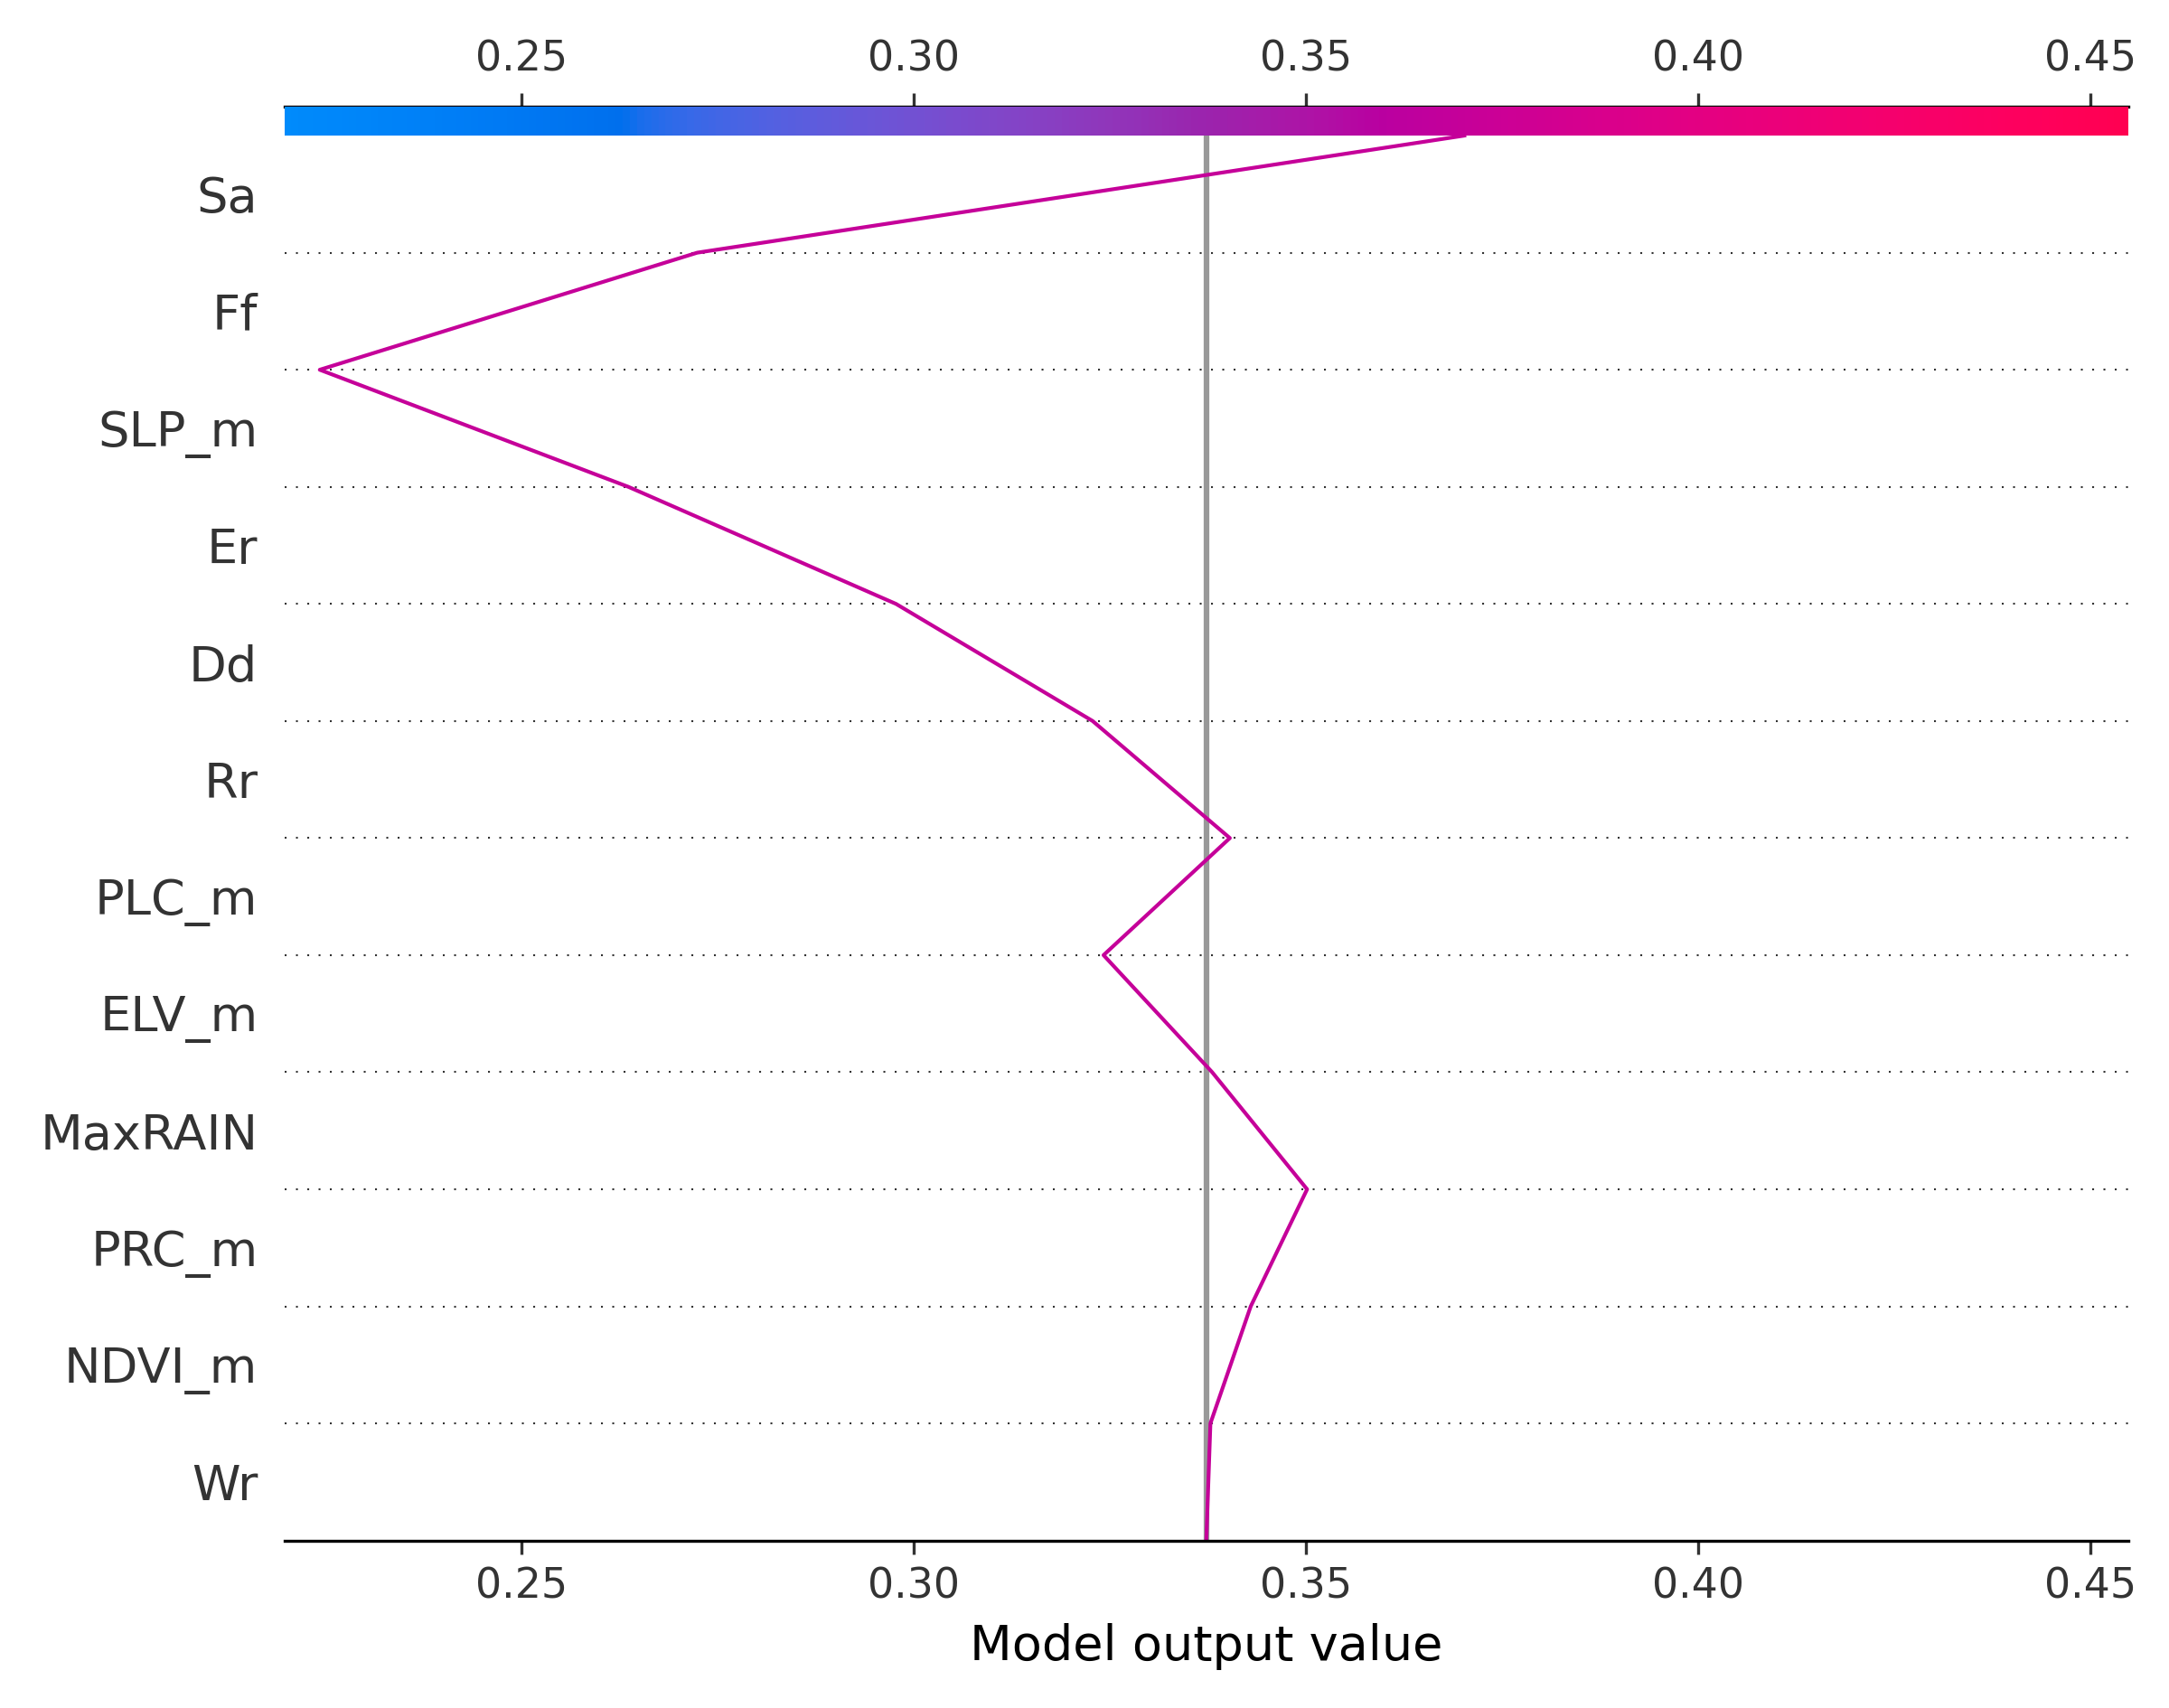 0.25 0.30 0.35 0.40 0.45
Sa
Ff
SLP_m
Er
Dd
Rr
PLC_m
ELV_m
MaxRAIN
PRC_m
NDVI_m
Wr
0.25 0.30 0.35 0.40 0.45
Model output value